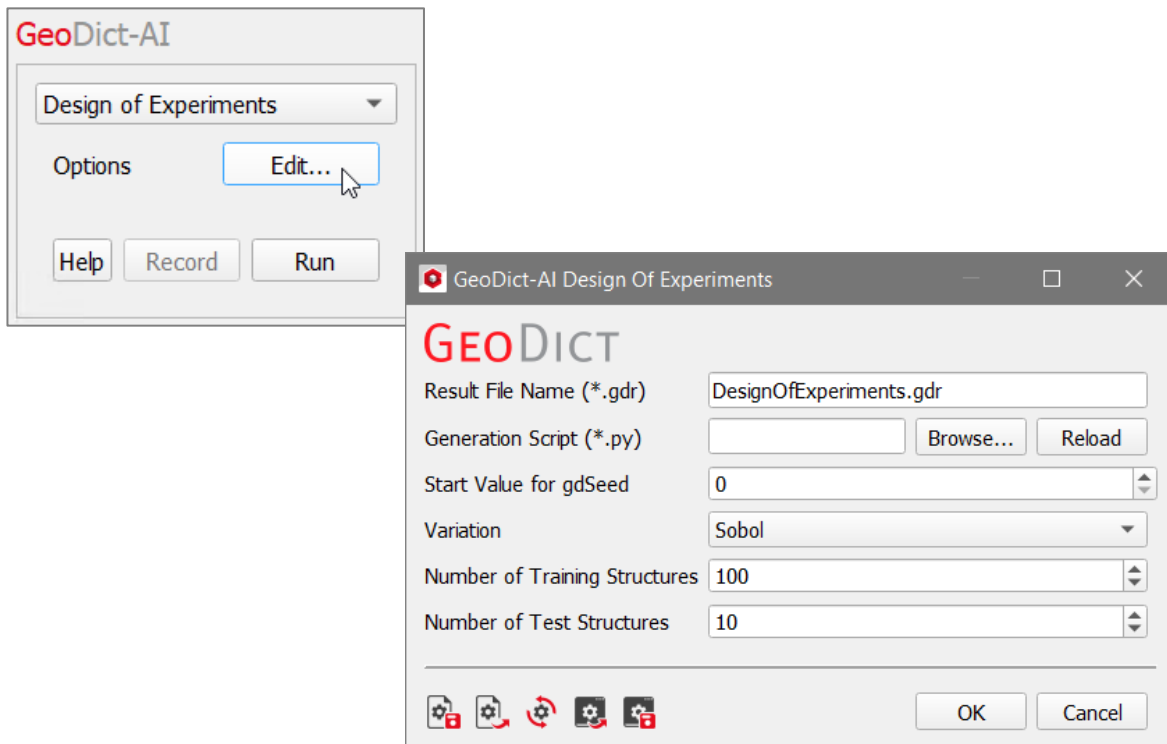 GeoDict-AI
Design of Experiments
Options Edit...
Help Record Run
GeoDict-AI Design Of Experiments
GEODICT
Result File Name (*.gdr) DesignOfExperiments.gdr
Generation Script (*.py) Browse... Reload
Start Value for gdSeed 0
Variation Sobol
Number of Training Structures 100
Number of Test Structures 10
OK Cancel